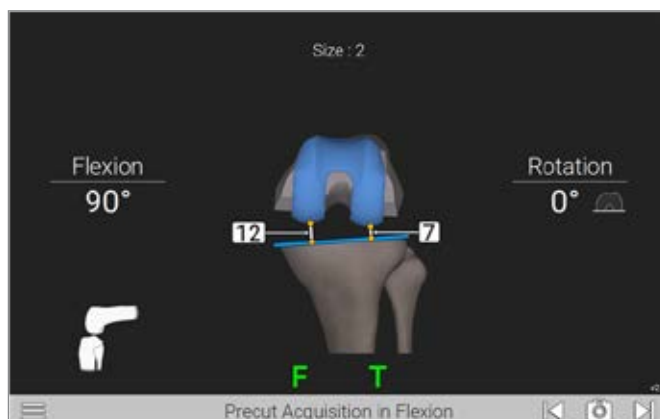 Size : 2
Flexion
90°
Rotation
0°
12
7
F T
Precut Acquisition in Flexion